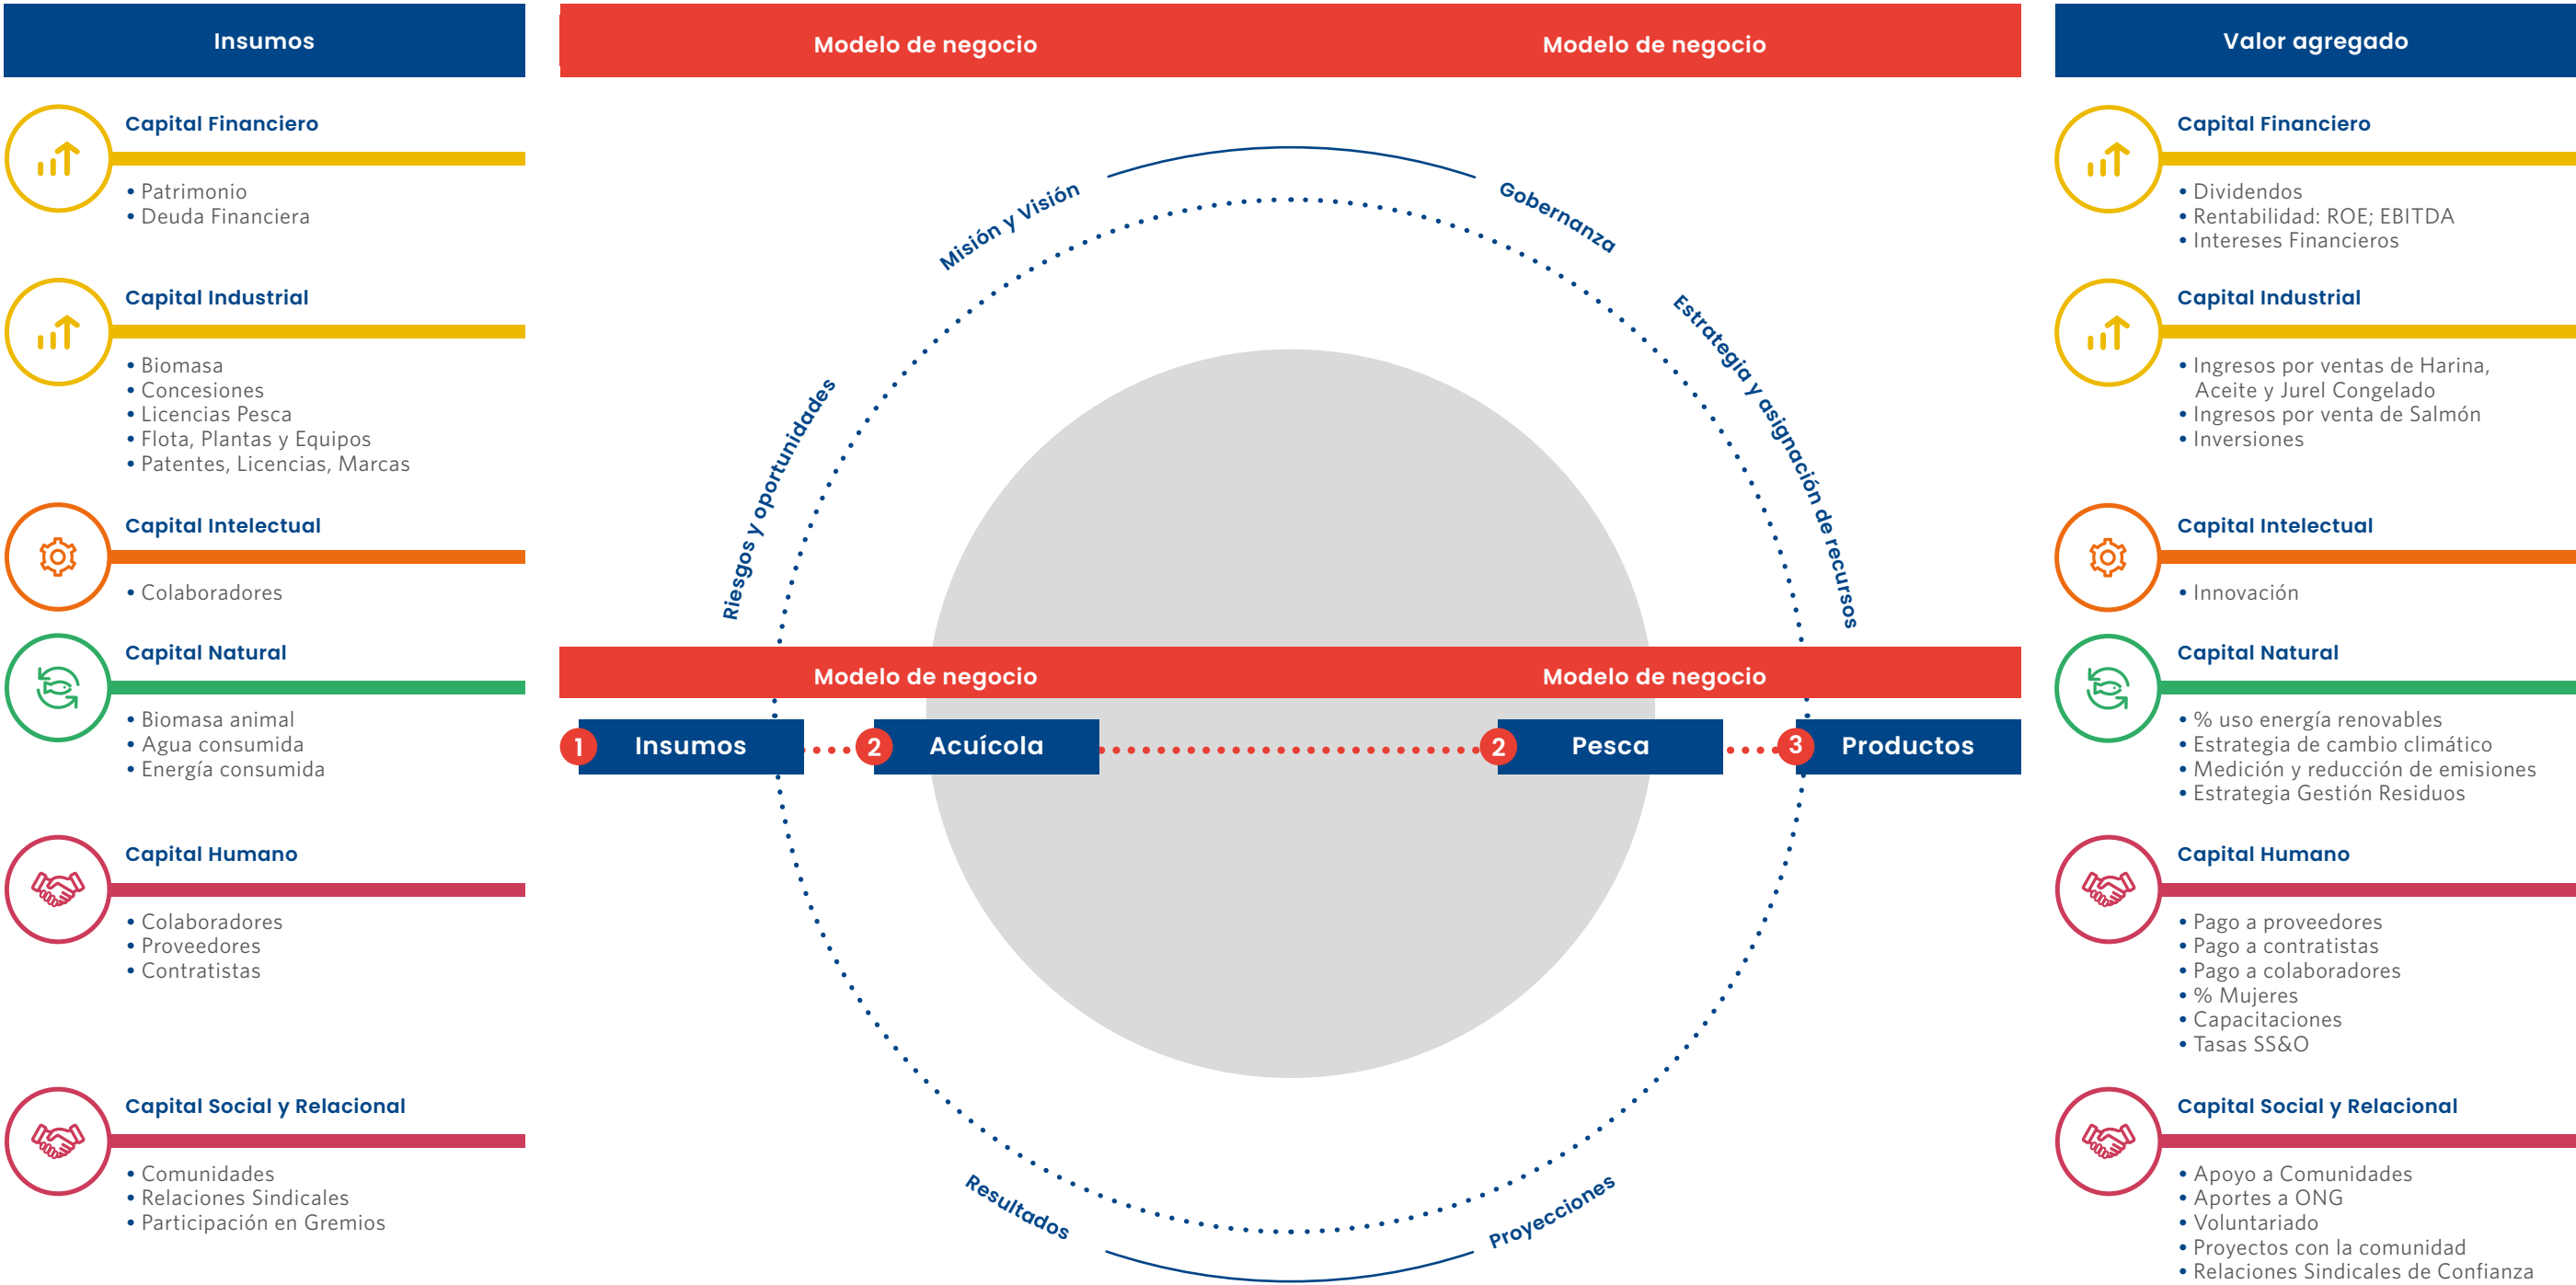 Insumos
Capital Financiero
• Patrimonio
• Deuda Financiera
Capital Industrial
• Biomasa
• Concesiones
• Licencias Pesca
• Flota, Plantas y Equipos
• Patentes, Licencias, Marcas
Capital Intelectual
• Colaboradores
Capital Natural
• Biomasa animal
• Agua consumida
• Energía consumida
Capital Humano
• Colaboradores
• Proveedores
• Contratistas
Capital Social y Relacional
• Comunidades
• Relaciones Sindicales
• Participación en Gremios
Modelo de negocio
Modelo de negocio
Misión y Visión
Gobernanza
Riesgos y oportunidades
Estrategia y asignación de recursos
Modelo de negocio
Modelo de negocio
1 Insumos
2 Acuícola
2 Pesca
3 Productos
Resultados
Proyecciones
Valor agregado
Capital Financiero
• Dividendos
• Rentabilidad: ROE; EBITDA
• Intereses Financieros
Capital Industrial
• Ingresos por ventas de Harina,
Aceite y Jurel Congelado
• Ingresos por venta de Salmón
• Inversiones
Capital Intelectual
• Innovación
Capital Natural
• % uso energía renovables
• Estrategia de cambio climático
• Medición y reducción de emisiones
• Estrategia Gestión Residuos
Capital Humano
• Pago a proveedores
• Pago a contratistas
• Pago a colaboradores
• % Mujeres
• Capacitaciones
• Tasas SS&O
Capital Social y Relacional
• Apoyo a Comunidades
• Aportes a ONG
• Voluntariado
• Proyectos con la comunidad
• Relaciones Sindicales de Confianza